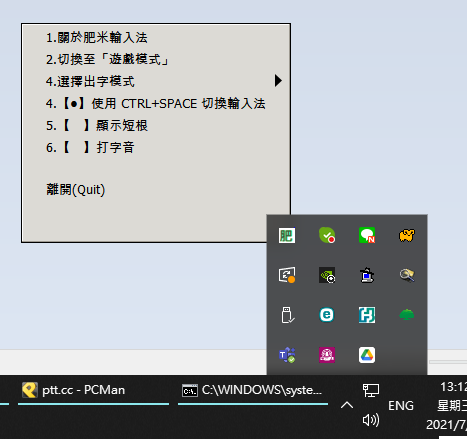 1.關於肥米輸入法
2.切換至「遊戲模式」
4.選擇出字模式
4.【●】使用 CTRL+SPACE 切換輸入法
5.【　】顯示短根
6.【　】打字音
離開(Quit)
肥
N
ptt.cc - PCMan
C:\WINDOWS\syste...
ENG
13:12
星期三
2021/7/